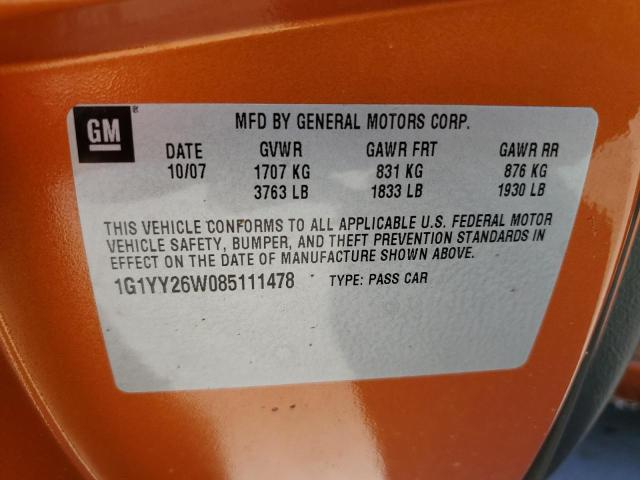 GM
MFD BY GENERAL MOTORS CORP.
DATE GVWR GAWR FRT GAWR RR
10/07 1707 KG 831 KG 876 KG
3763 LB 1833 LB 1930 LB
THIS VEHICLE CONFORMS TO ALL APPLICABLE U.S. FEDERAL MOTOR
VEHICLE SAFETY, BUMPER, AND THEFT PREVENTION STANDARDS IN
EFFECT ON THE DATE OF MANUFACTURE SHOWN ABOVE.
1G1YY26W085111478 TYPE: PASS CAR